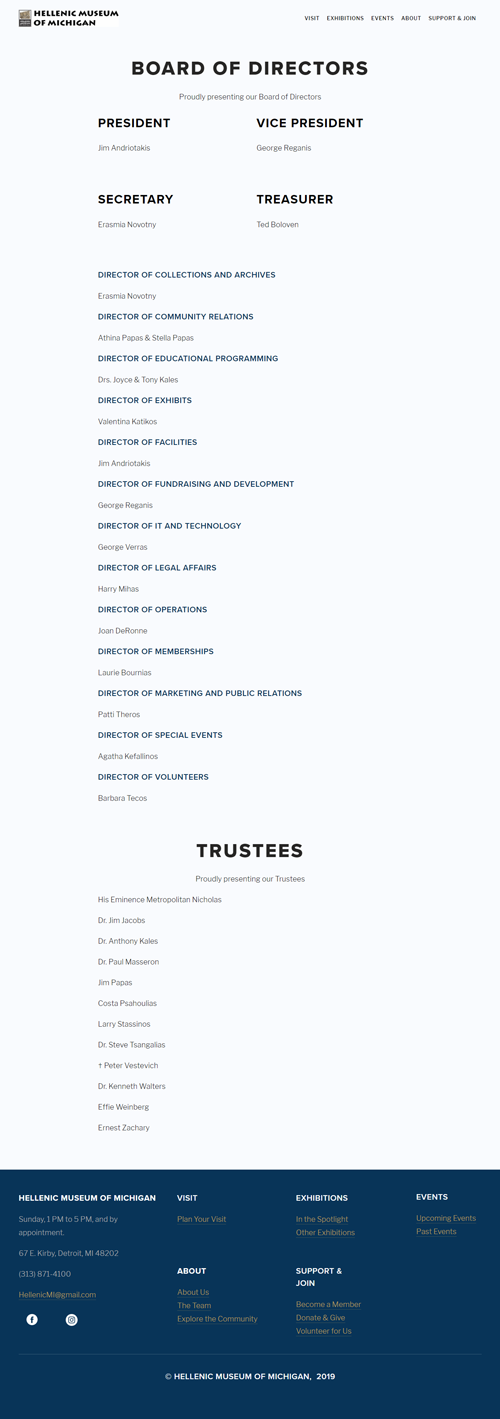 HELLENIC MUSEUM
OF MICHIGAN
VISIT EXHIBITIONS EVENTS ABOUT SUPPORT & JOIN
BOARD OF DIRECTORS
Proudly presenting our Board of Directors
PRESIDENT
Jim Andriotakis
VICE PRESIDENT
George Reganis
SECRETARY
Erasmia Novotny
TREASURER
Ted Boloven
DIRECTOR OF COLLECTIONS AND ARCHIVES
Erasmia Novotny
DIRECTOR OF COMMUNITY RELATIONS
Athina Papas & Stella Papas
DIRECTOR OF EDUCATIONAL PROGRAMMING
Drs. Joyce & Tony Kales
DIRECTOR OF EXHIBITS
Valentina Katikos
DIRECTOR OF FACILITIES
Jim Andriotakis
DIRECTOR OF FUNDRAISING AND DEVELOPMENT
George Reganis
DIRECTOR OF IT AND TECHNOLOGY
George Verras
DIRECTOR OF LEGAL AFFAIRS
Harry Mihas
DIRECTOR OF OPERATIONS
Joan DeRonne
DIRECTOR OF MEMBERSHIPS
Laurie Bournias
DIRECTOR OF MARKETING AND PUBLIC RELATIONS
Patti Theros
DIRECTOR OF SPECIAL EVENTS
Agatha Kefallinos
DIRECTOR OF VOLUNTEERS
Barbara Tecos
TRUSTEES
Proudly presenting our Trustees
His Eminence Metropolitan Nicholas
Dr. Jim Jacobs
Dr. Anthony Kales
Dr. Paul Masseron
Jim Papas
Costa Psahoulias
Larry Stassinos
Dr. Steve Tsangalias
† Peter Vestevich
Dr. Kenneth Walters
Effie Weinberg
Ernest Zachary
HELLENIC MUSEUM OF MICHIGAN
Sunday, 1 PM to 5 PM, and by
appointment.
67 E. Kirby, Detroit, MI 48202
(313) 871-4100
HellenicMI@gmail.com
VISIT
Plan Your Visit
EXHIBITIONS
In the Spotlight
Other Exhibitions
EVENTS
Upcoming Events
Past Events
ABOUT
About Us
The Team
Explore the Community
SUPPORT &
JOIN
Become a Member
Donate & Give
Volunteer for Us
© HELLENIC MUSEUM OF MICHIGAN, 2019